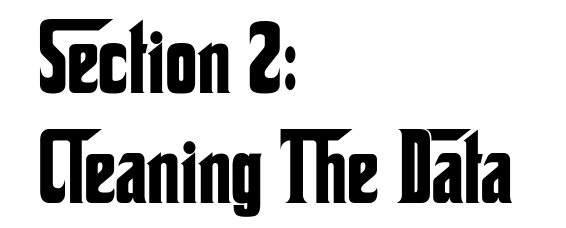 Section 2:
Cleaning The Data